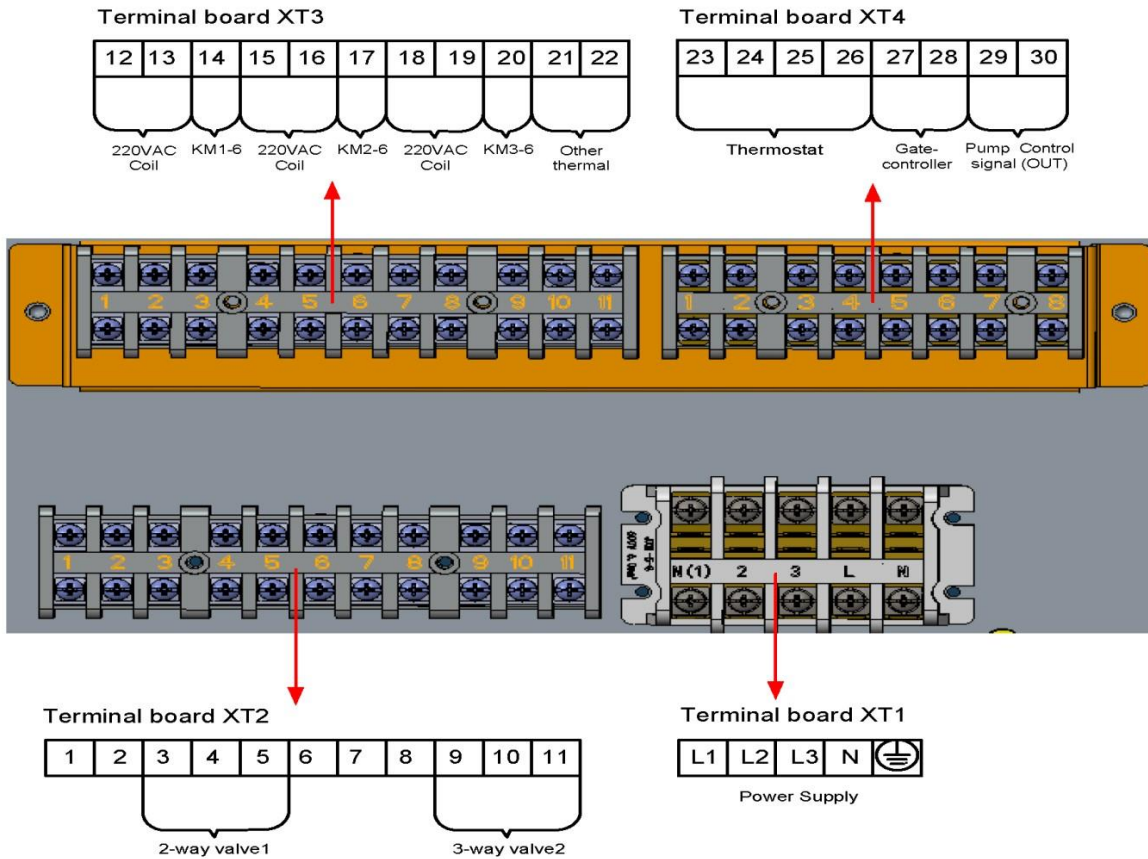 Terminal board XT3
12 13 14 15 16 17 18 19 20 21 22
220VAC Coil
KM1-6
220VAC Coil
KM2-6
220VAC Coil
KM3-6
Other thermal
Terminal board XT4
23 24 25 26 27 28 29 30
Thermostat
Gate-controller
Pump Control
signal (OUT)
1 2 3 4 5 6 7 8 9 10 11
1 2 3 4 5 6 7 8
1 2 3 4 5 6 7 8 9 10 11
N(1) 2 3 L N
Terminal board XT2
1 2 3 4 5 6 7 8 9 10 11
2-way valve1
3-way valve2
Terminal board XT1
L1 L2 L3 N
Power Supply